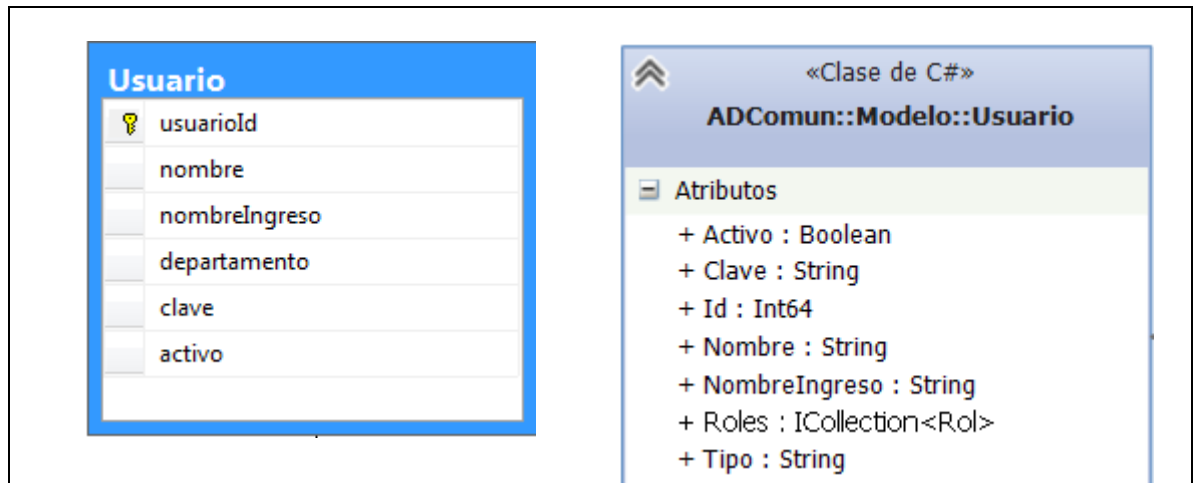 Usuario
usuarioId
nombre
nombreIngreso
departamento
clave
activo
«Clase de C#»
ADComun::Modelo::Usuario
Atributos
+ Activo : Boolean
+ Clave : String
+ Id : Int64
+ Nombre : String
+ NombreIngreso : String
+ Roles : ICollection<Rol>
+ Tipo : String